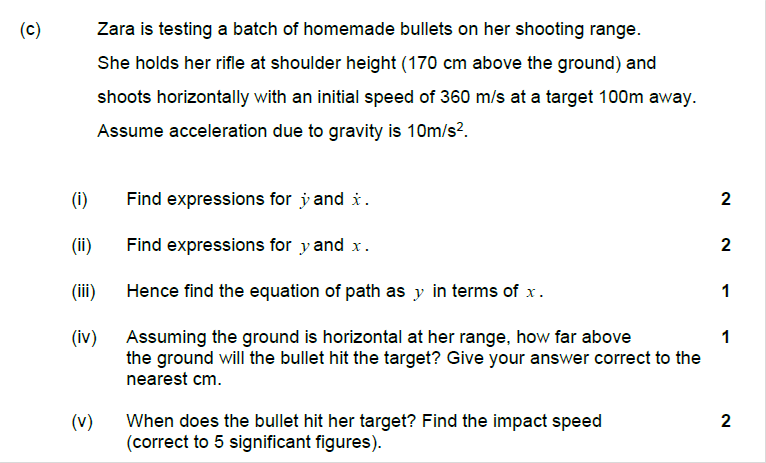 (c) Zara is testing a batch of homemade bullets on her shooting range.
She holds her rifle at shoulder height (170 cm above the ground) and
shoots horizontally with an initial speed of 360 m/s at a target 100m away.
Assume acceleration due to gravity is 10m/s².
(i) Find expressions for ẏ and ẋ. 2
(ii) Find expressions for y and x. 2
(iii) Hence find the equation of path as y in terms of x. 1
(iv) Assuming the ground is horizontal at her range, how far above 1
the ground will the bullet hit the target? Give your answer correct to the
nearest cm.
(v) When does the bullet hit her target? Find the impact speed 2
(correct to 5 significant figures).